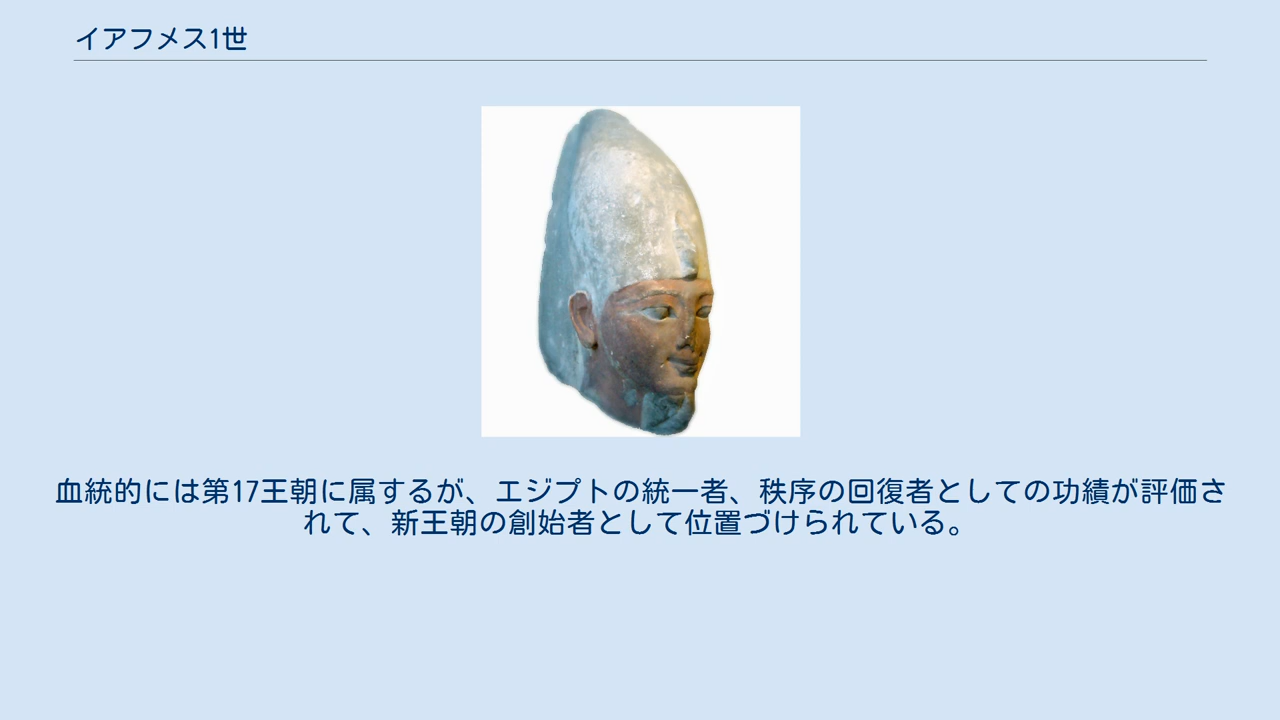 イアフメス1世
血統的には第17王朝に属するが、エジプトの統一者、秩序の回復者としての功績が評価さ
れて、新王朝の創始者として位置づけられている。